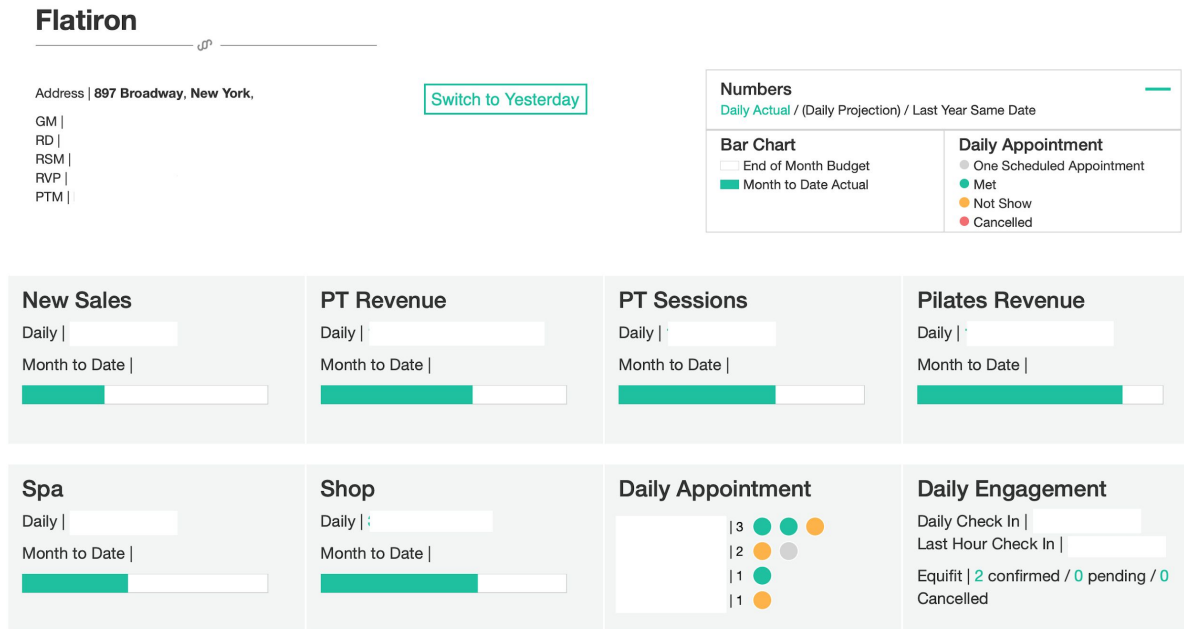 Flatiron
Address | 897 Broadway, New York,
GM |
RD |
RSM |
RVP |
PTM |
Switch to Yesterday
Numbers
Daily Actual / (Daily Projection) / Last Year Same Date
Bar Chart
End of Month Budget
Month to Date Actual
Daily Appointment
One Scheduled Appointment
Met
Not Show
Cancelled
New Sales
Daily |
Month to Date |
PT Revenue
Daily |
Month to Date |
PT Sessions
Daily |
Month to Date |
Pilates Revenue
Daily |
Month to Date |
Spa
Daily |
Month to Date |
Shop
Daily |
Month to Date |
Daily Appointment
| 3
| 2
| 1
| 1
Daily Engagement
Daily Check In |
Last Hour Check In |
Equifit | 2 confirmed / 0 pending / 0
Cancelled